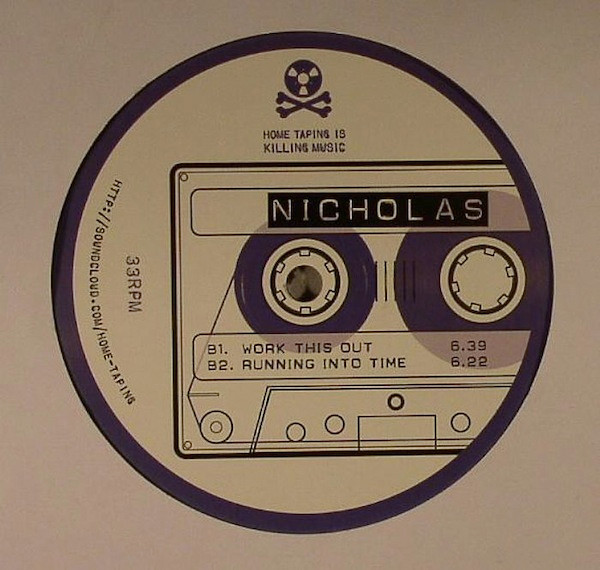 HOME TAPING IS
KILLING MUSIC
NICHOLAS
B1. WORK THIS OUT 6.39
B2. RUNNING INTO TIME 6.22
33RPM
HTTP://SOUNDCLOUD.COM/HOME-TAPING